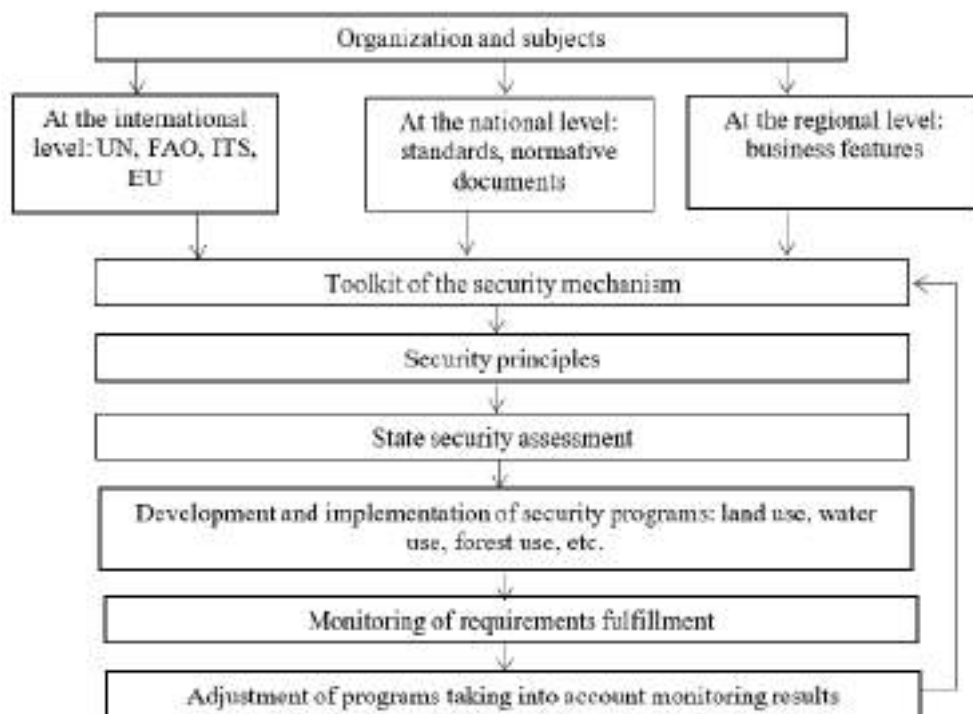 Organization and subjects
At the international
level: UN, FAO, ITS,
EU
At the national level:
standards, normative
documents
At the regional level:
business features
Toolkit of the security mechanism
Security principles
State security assessment
Development and implementation of security programs: land use, water
use, forest use, etc.
Monitoring of requirements fulfillment
Adjustment of programs taking into account monitoring results